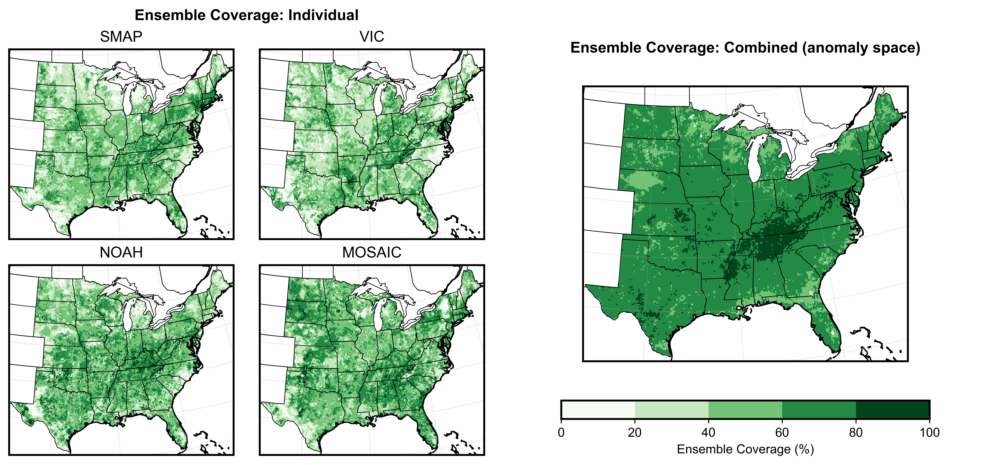 Ensemble Coverage: Individual
SMAP
VIC
NOAH
MOSAIC
Ensemble Coverage: Combined (anomaly space)
0 20 40 60 80 100
Ensemble Coverage (%)